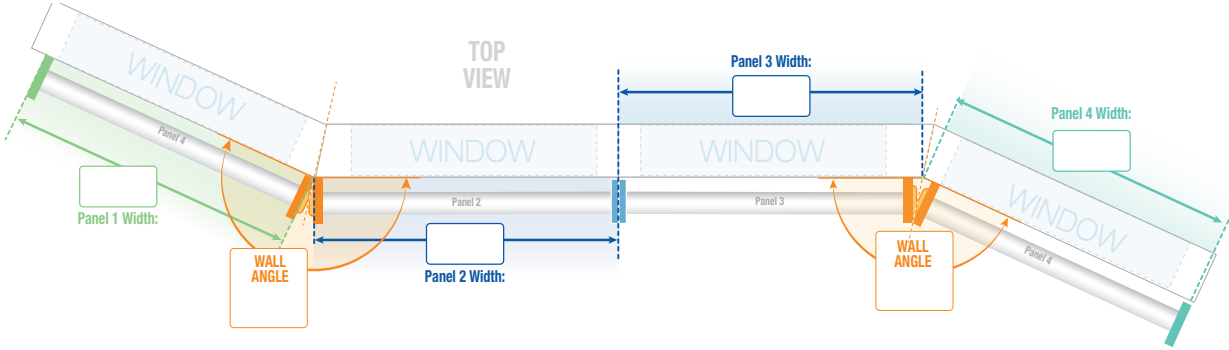 TOP
VIEW
Panel 3 Width:
Panel 4 Width:
WINDOW
WINDOW
WINDOW
WINDOW
Panel 4
Panel 2
Panel 3
Panel 4
Panel 1 Width:
WALL
ANGLE
Panel 2 Width:
WALL
ANGLE